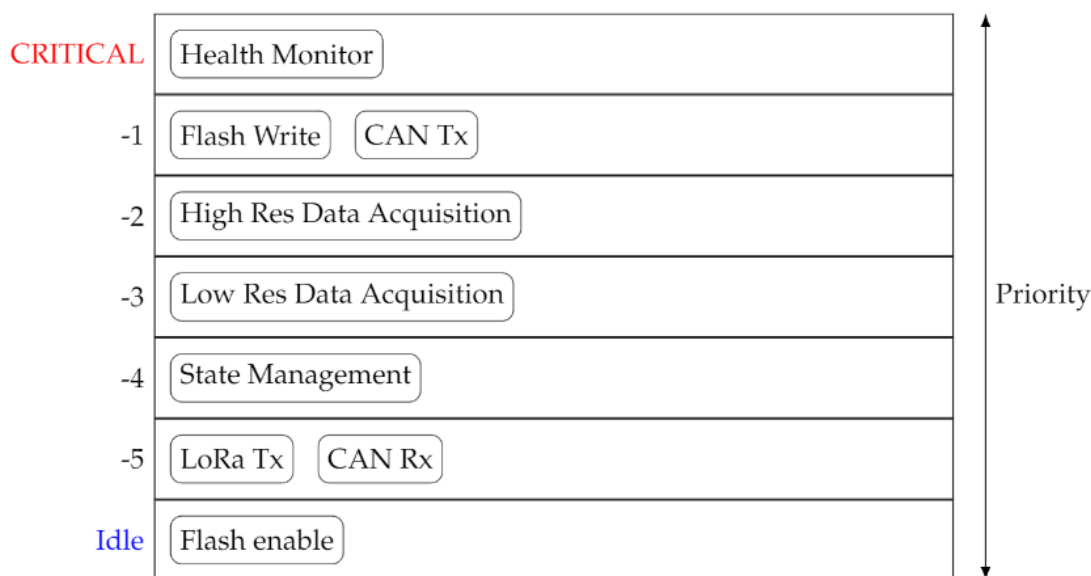 CRITICAL Health Monitor
-1 Flash Write CAN Tx
-2 High Res Data Acquisition
-3 Low Res Data Acquisition Priority
-4 State Management
-5 LoRa Tx CAN Rx
Idle Flash enable